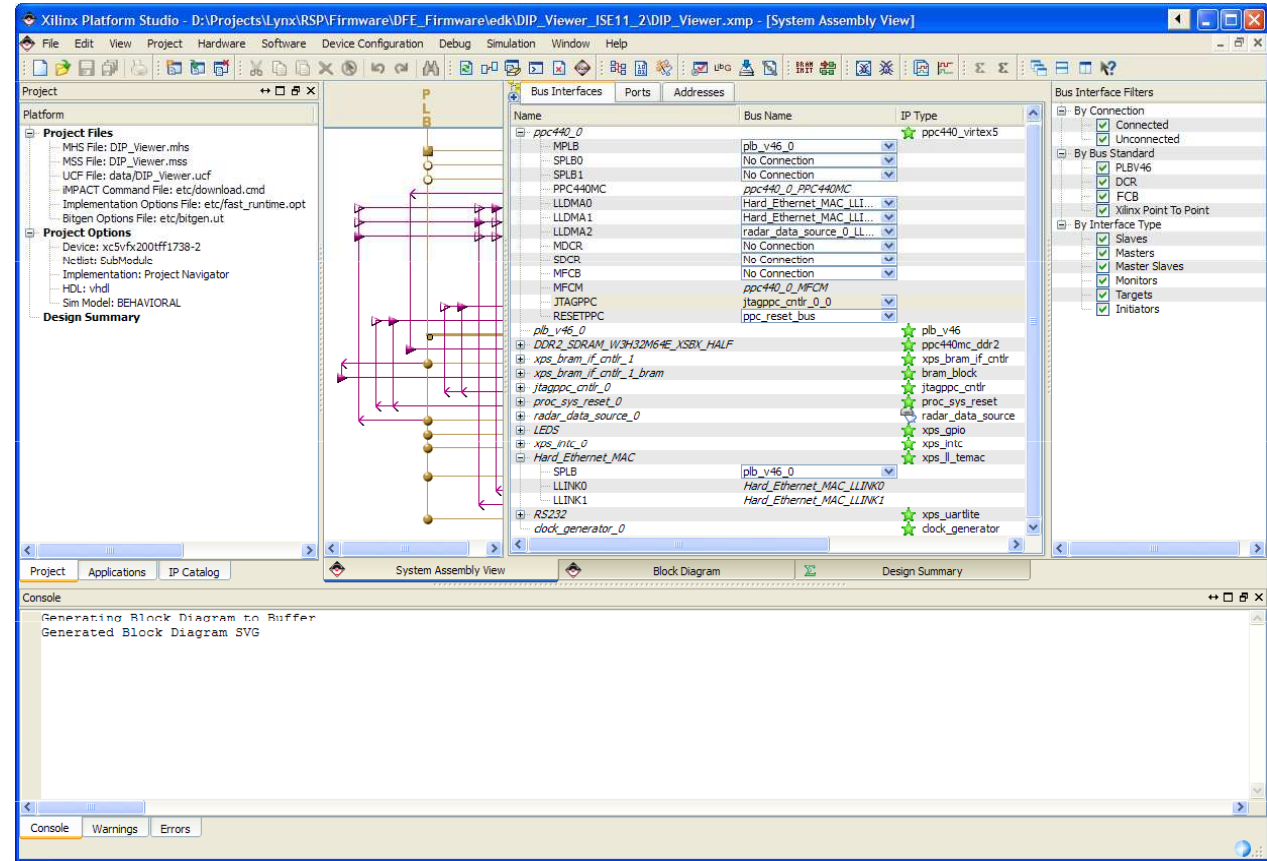 Xilinx Platform Studio - D:\Projects\Lynx\RSP\Firmware\DFE_Firmware\edk\DIP_Viewer_ISE11_2\DIP_Viewer.xmp - [System Assembly View]
File Edit View Project Hardware Software Device Configuration Debug Simulation Window Help
Project
Platform
Project Files
MHS File: DIP_Viewer.mhs
MSS File: DIP_Viewer.mss
UCF File: data/DIP_Viewer.ucf
iMPACT Command File: etc/download.cmd
Implementation Options File: etc/fast_runtime.opt
Bitgen Options File: etc/bitgen.ut
Project Options
Device: xc5vfx200tff1738-2
Netlist: SubModule
Implementation: Project Navigator
HDL: vhdl
Sim Model: BEHAVIORAL
Design Summary
Project Applications IP Catalog
P
L
B
Bus Interfaces Ports Addresses
Name Bus Name IP Type
ppc440_0 ppc440_virtex5
MPLB plb_v46_0
SPLB0 No Connection
SPLB1 No Connection
PPC440MC ppc440_0_PPC440MC
LLDMA0 Hard_Ethernet_MAC_LLI...
LLDMA1 Hard_Ethernet_MAC_LLI...
LLDMA2 radar_data_source_0_LL...
MDCR No Connection
SDCR No Connection
MFCB No Connection
MFCM ppc440_0_MFCM
JTAGPPC jtagppc_cntlr_0_0
RESETPPC ppc_reset_bus
plb_v46_0 plb_v46
DDR2_SDRAM_W3H32M64E_XSBX_HALF ppc440mc_ddr2
xps_bram_if_cntlr_1 xps_bram_if_cntlr
xps_bram_if_cntlr_1_bram bram_block
jtagppc_cntlr_0 jtagppc_cntlr
proc_sys_reset_0 proc_sys_reset
radar_data_source_0 radar_data_source
LEDS xps_gpio
xps_intc_0 xps_intc
Hard_Ethernet_MAC xps_ll_temac
SPLB plb_v46_0
LLINK0 Hard_Ethernet_MAC_LLINK0
LLINK1 Hard_Ethernet_MAC_LLINK1
RS232 xps_uartlite
clock_generator_0 clock_generator
System Assembly View Block Diagram Design Summary
Bus Interface Filters
By Connection
Connected
Unconnected
By Bus Standard
PLBV46
DCR
FCB
Xilinx Point To Point
By Interface Type
Slaves
Masters
Master Slaves
Monitors
Targets
Initiators
Console
Generating Block Diagram to Buffer
Generated Block Diagram SVG
Console Warnings Errors